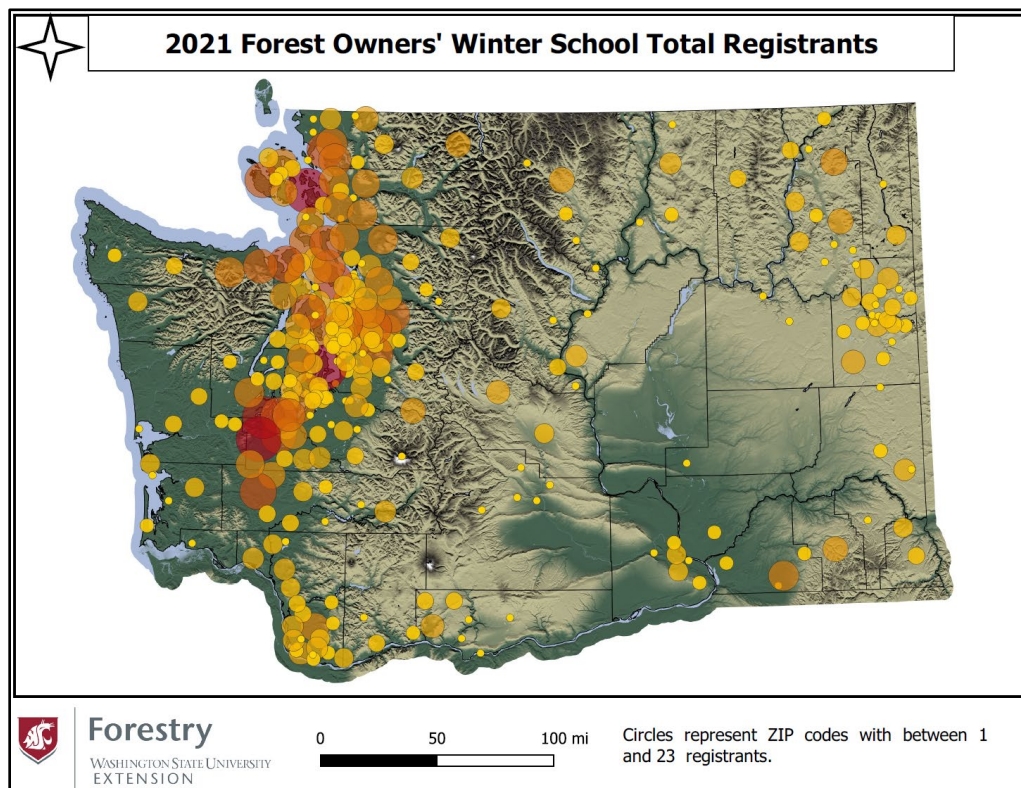 2021 Forest Owners' Winter School Total Registrants
Forestry
WASHINGTON STATE UNIVERSITY
EXTENSION
0 50 100 mi
Circles represent ZIP codes with between 1
and 23 registrants.